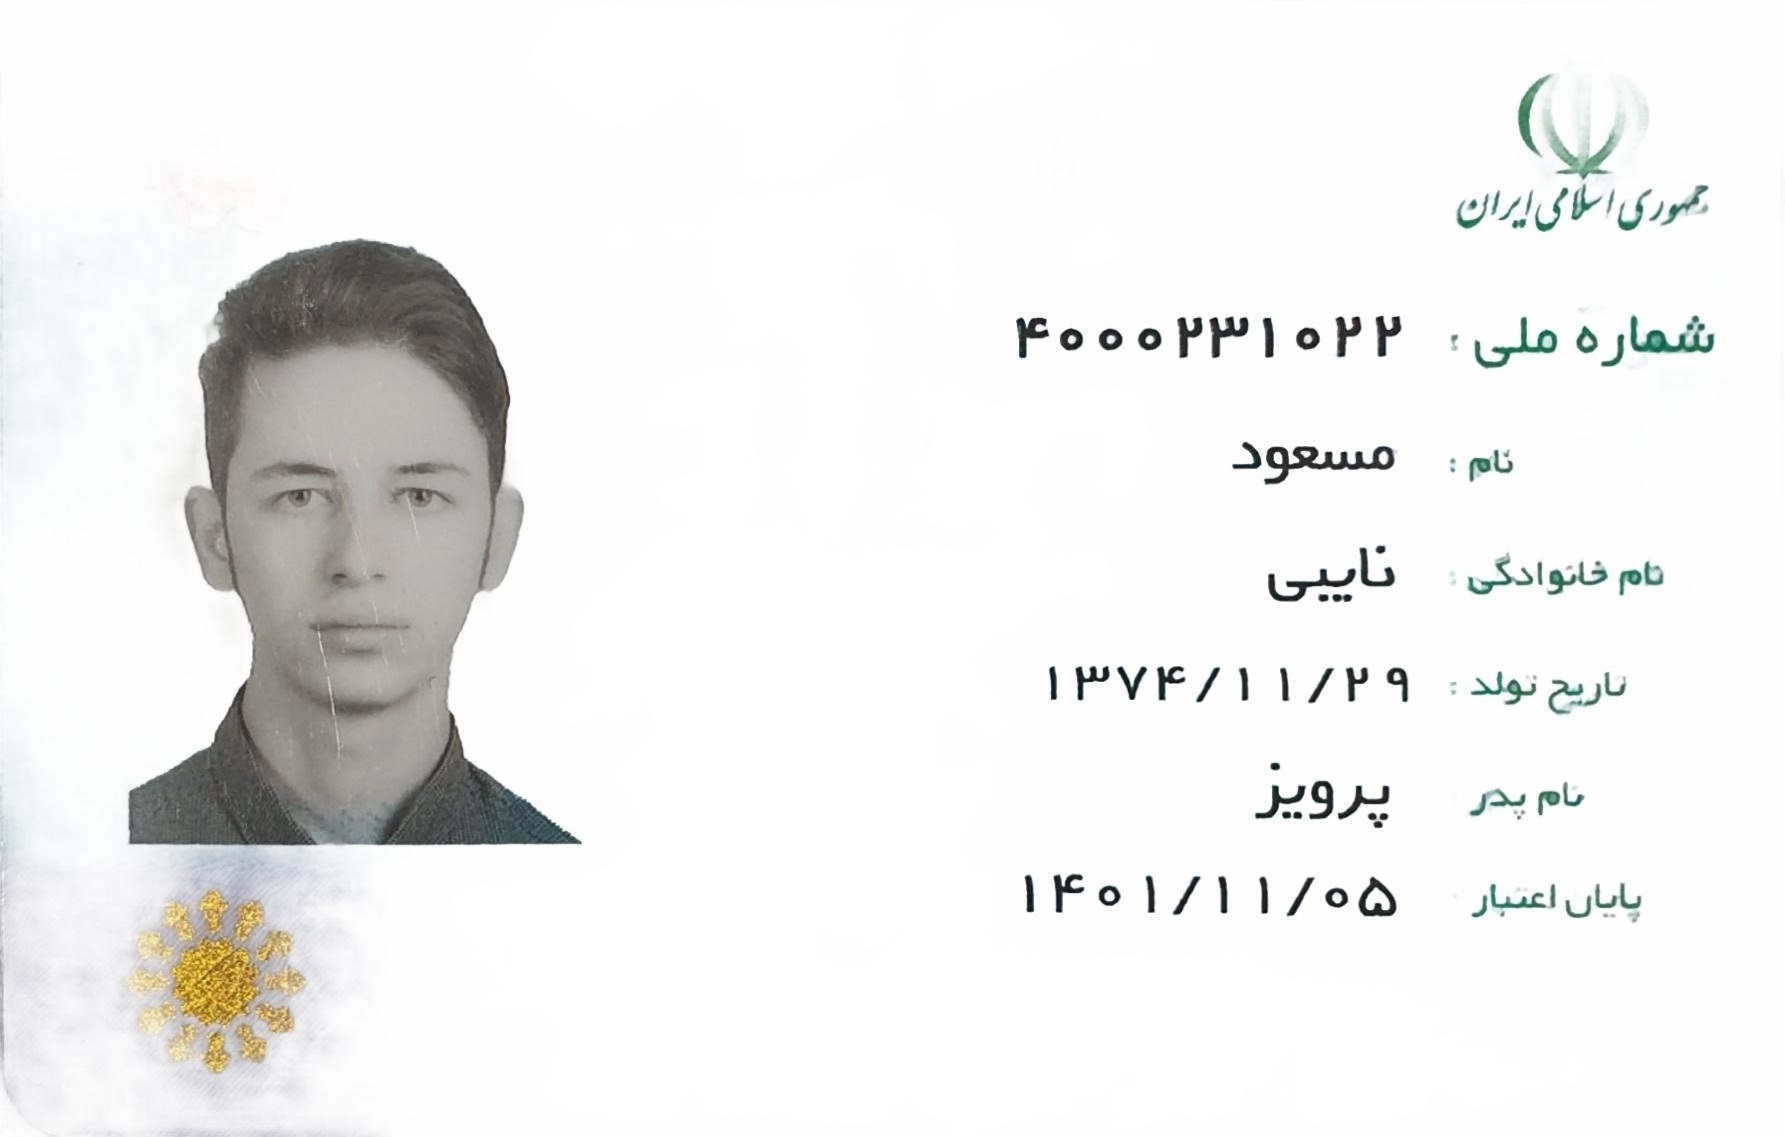 جمهوری اسلامی ایران
شماره ملی : ۴۰۰۰۲۳۱۰۲۲
نام : مسعود
نام خانوادگی : نایبی
تاریخ تولد : ۱۳۷۴/۱۱/۲۹
نام پدر پرویز
پایان اعتبار ۱۴۰۱/۱۱/۰۵